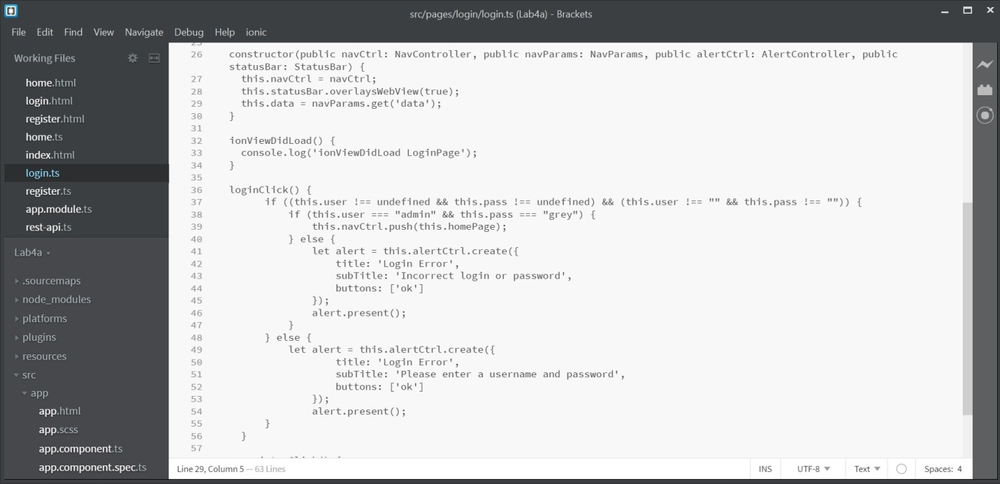 src/pages/login/login.ts (Lab4a) - Brackets
File Edit Find View Navigate Debug Help ionic
Working Files
home.html
login.html
register.html
home.ts
index.html
login.ts
register.ts
app.module.ts
rest-api.ts
Lab4a
.sourcemaps
node_modules
platforms
plugins
resources
src
app
app.html
app.scss
app.component.ts
app.component.spec.ts
25
26 constructor(public navCtrl: NavController, public navParams: NavParams, public alertCtrl: AlertController, public
statusBar: StatusBar) {
27 this.navCtrl = navCtrl;
28 this.statusBar.overlaysWebView(true);
29 this.data = navParams.get('data');
30 }
31
32 ionViewDidLoad() {
33 console.log('ionViewDidLoad LoginPage');
34 }
35
36 loginClick() {
37 if ((this.user !== undefined && this.pass !== undefined) && (this.user !== "" && this.pass !== "")) {
38 if (this.user === "admin" && this.pass === "grey") {
39 this.navCtrl.push(this.homePage);
40 } else {
41 let alert = this.alertCtrl.create({
42 title: 'Login Error',
43 subTitle: 'Incorrect login or password',
44 buttons: ['ok']
45 });
46 alert.present();
47 }
48 } else {
49 let alert = this.alertCtrl.create({
50 title: 'Login Error',
51 subTitle: 'Please enter a username and password',
52 buttons: ['ok']
53 });
54 alert.present();
55 }
56 }
57
Line 29, Column 5 — 63 Lines
INS UTF-8 Text Spaces: 4